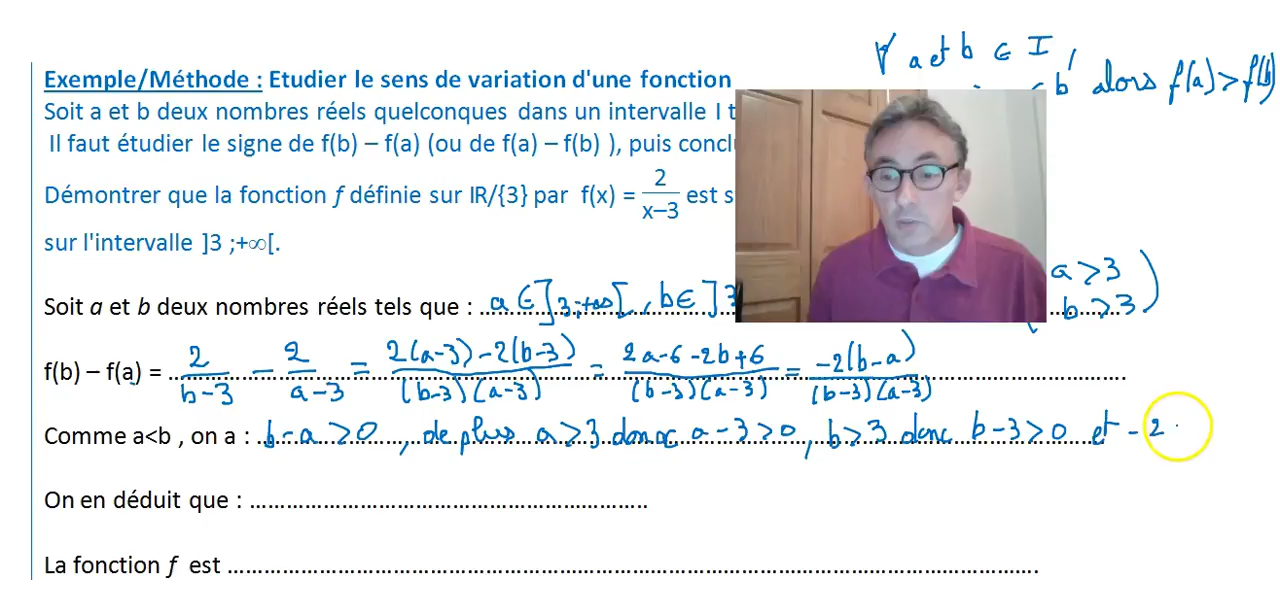 ∀ a et b ∈ I,
b alors f(a) > f(b)
Exemple/Méthode : Etudier le sens de variation d'une fonction
Soit a et b deux nombres réels quelconques dans un intervalle I
Il faut étudier le signe de f(b) – f(a) (ou de f(a) – f(b) ), puis
Démontrer que la fonction f définie sur IR/{3} par f(x) = 2/(x–3) est
sur l'intervalle ]3 ;+∞[.
a > 3
Soit a et b deux nombres réels tels que : a ∈ ]3;+∞[, b ∈ ]3 b > 3
f(b) – f(a) = 2/(b-3) - 2/(a-3) = (2(a-3) - 2(b-3))/((b-3)(a-3)) = (2a-6-2b+6)/((b-3)(a-3)) = (-2(b-a))/((b-3)(a-3))
Comme a<b , on a : b-a > 0, de plus a > 3 donc a-3 > 0, b > 3 donc b-3 > 0 et -2
On en déduit que : ..........
La fonction f est ..........